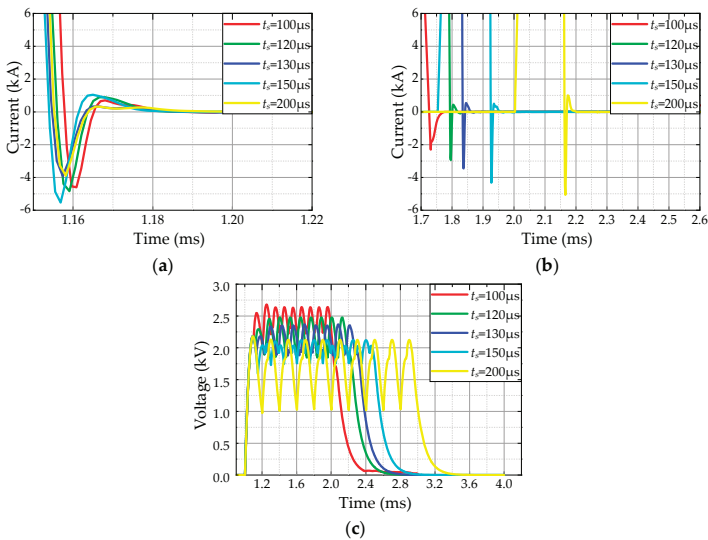 6
4
2
0
-2
-4
-6
Current (kA)
1.16
1.18
1.20
1.22
Time (ms)
tₛ=100μs
tₛ=120μs
tₛ=130μs
tₛ=150μs
tₛ=200μs
(a)
6
4
2
0
-2
-4
-6
Current (kA)
1.7 1.8 1.9 2.0 2.1 2.2 2.3 2.4 2.5 2.6
Time (ms)
tₛ=100μs
tₛ=120μs
tₛ=130μs
tₛ=150μs
tₛ=200μs
(b)
3.0
2.5
2.0
1.5
1.0
0.5
0.0
Voltage (kV)
1.2 1.6 2.0 2.4 2.8 3.2 3.6 4.0
Time (ms)
tₛ=100μs
tₛ=120μs
tₛ=130μs
tₛ=150μs
tₛ=200μs
(c)